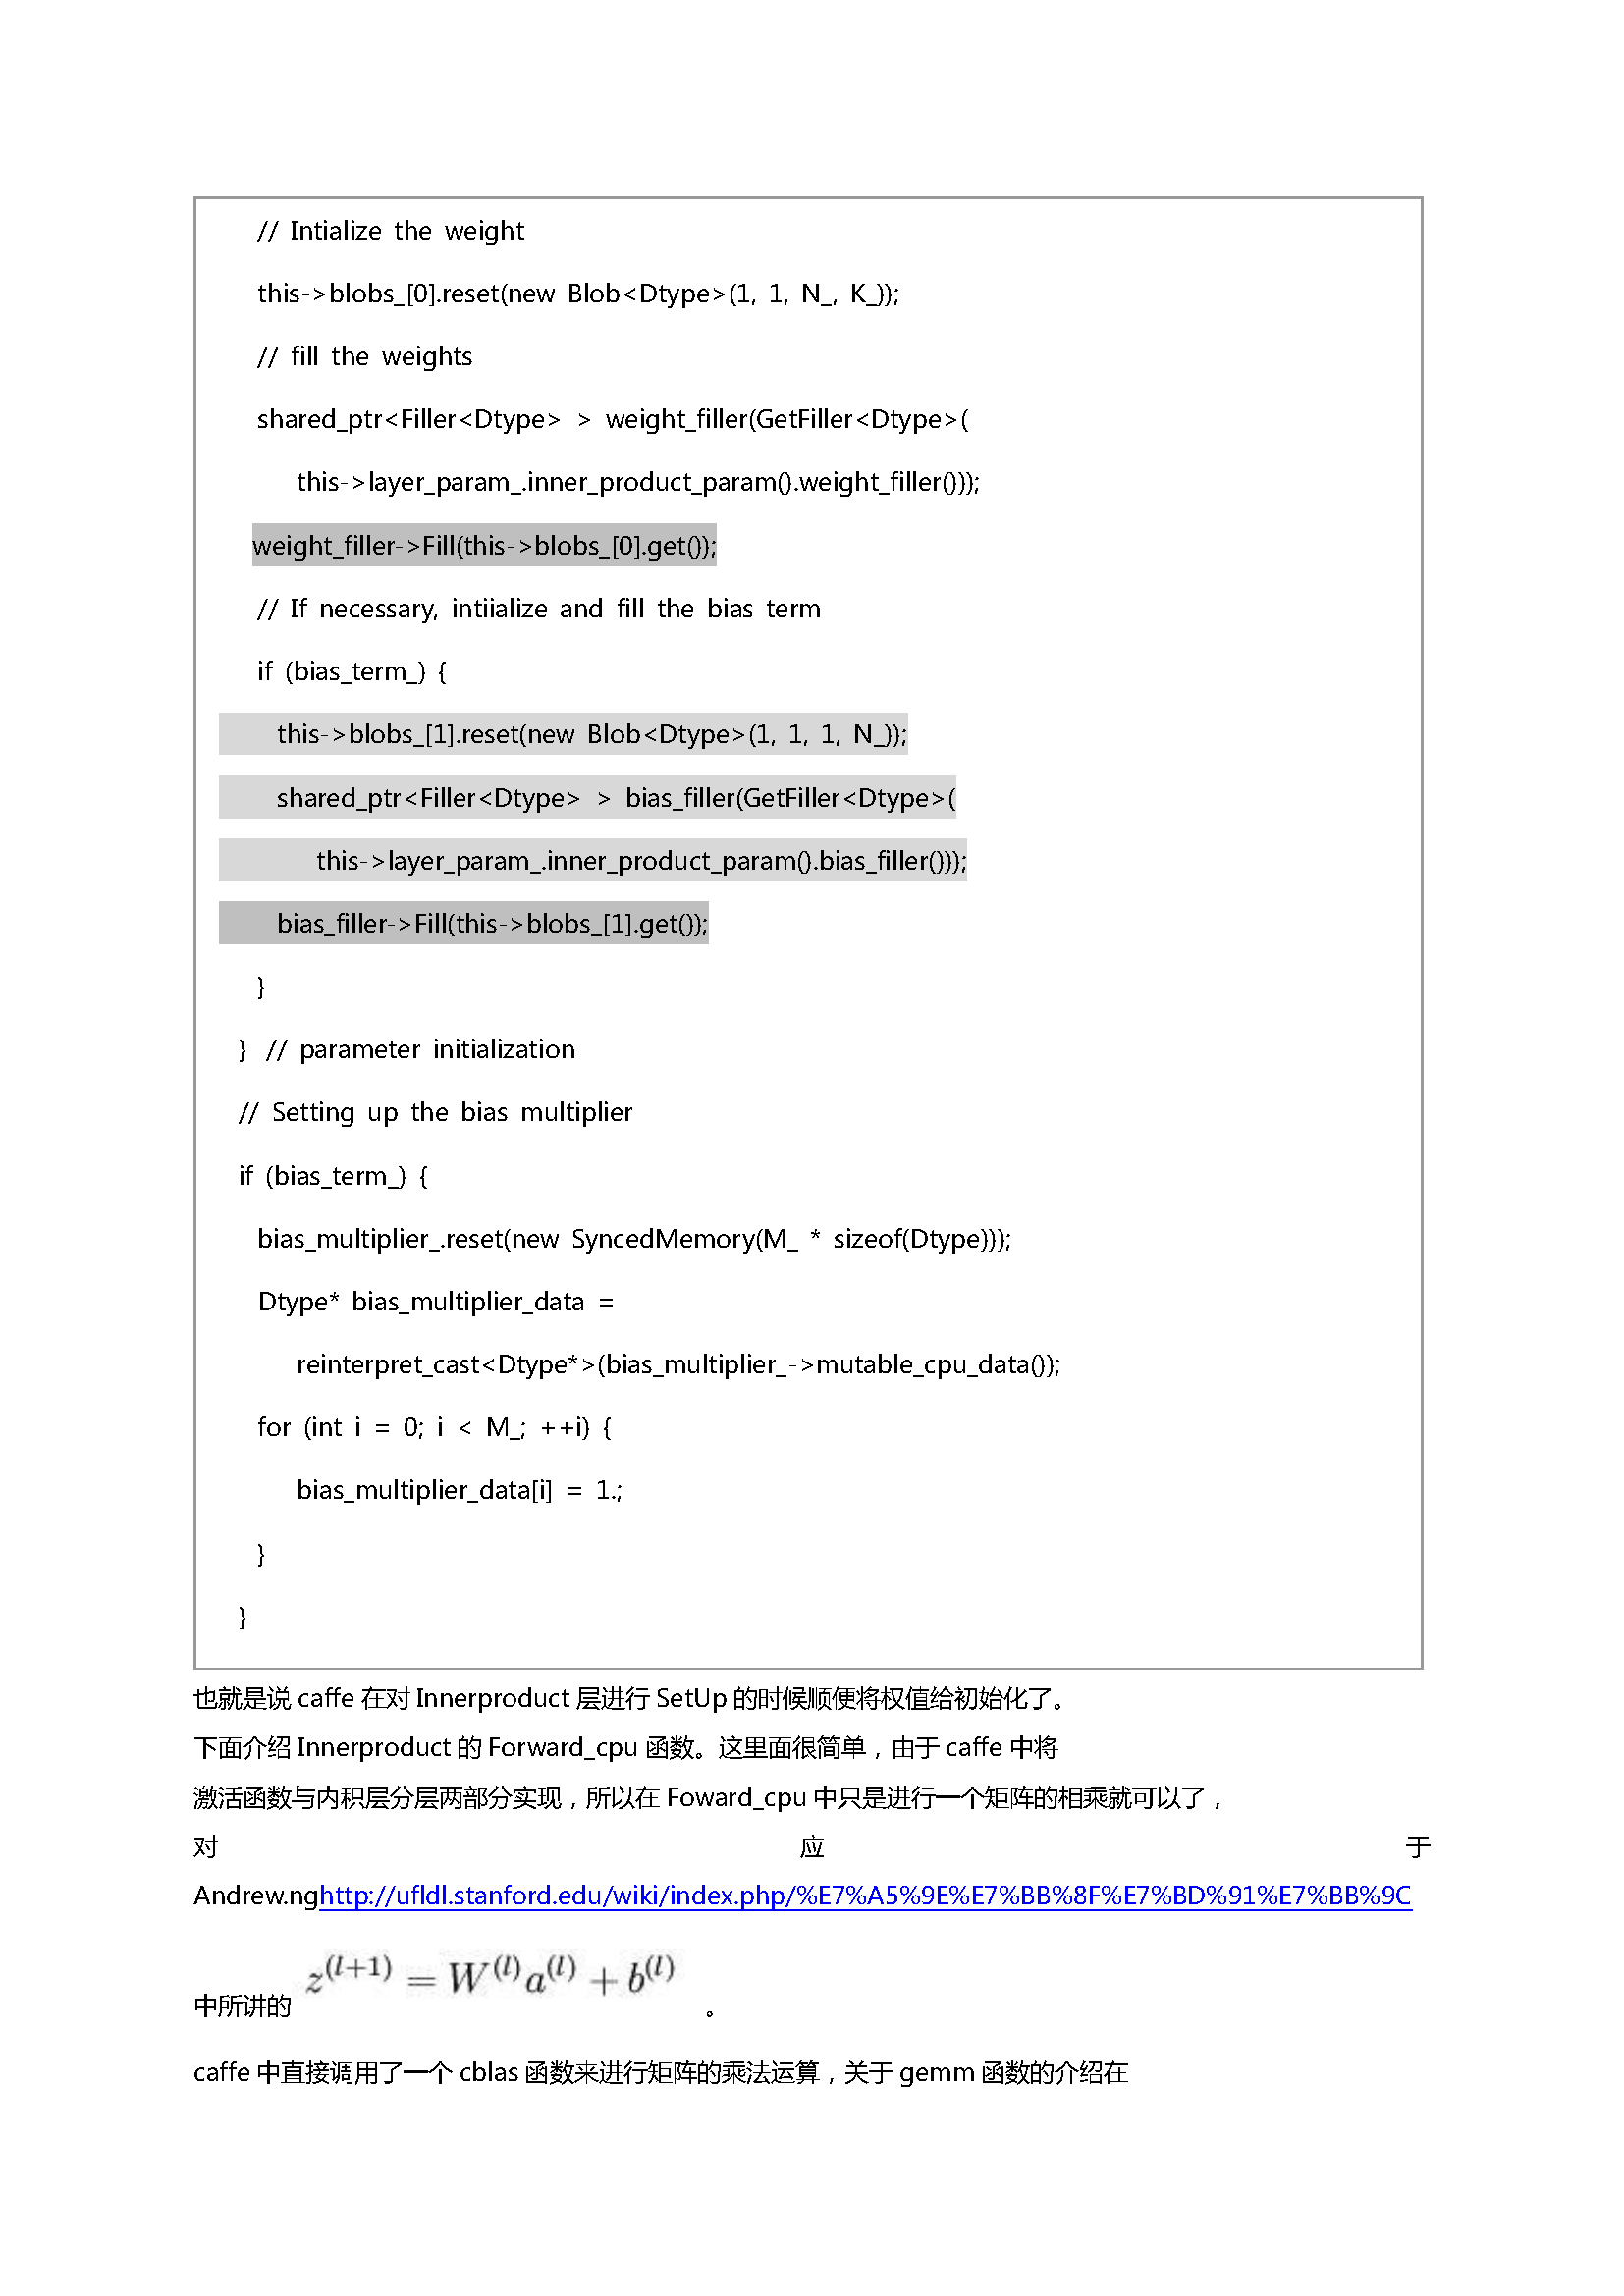 // Intialize the weight
this->blobs_[0].reset(new Blob<Dtype>(1, 1, N_, K_));
// fill the weights
shared_ptr<Filler<Dtype> > weight_filler(GetFiller<Dtype>(
this->layer_param_.inner_product_param().weight_filler()));
weight_filler->Fill(this->blobs_[0].get());
// If necessary, intiialize and fill the bias term
if (bias_term_) {
this->blobs_[1].reset(new Blob<Dtype>(1, 1, 1, N_));
shared_ptr<Filler<Dtype> > bias_filler(GetFiller<Dtype>(
this->layer_param_.inner_product_param().bias_filler()));
bias_filler->Fill(this->blobs_[1].get());
}
} // parameter initialization
// Setting up the bias multiplier
if (bias_term_) {
bias_multiplier_.reset(new SyncedMemory(M_ * sizeof(Dtype)));
Dtype* bias_multiplier_data =
reinterpret_cast<Dtype*>(bias_multiplier_->mutable_cpu_data());
for (int i = 0; i < M_; ++i) {
bias_multiplier_data[i] = 1.;
}
}
也就是说 caffe 在对 Innerproduct 层进行 SetUp 的时候顺便将权值给初始化了。
下面介绍 Innerproduct 的 Forward_cpu 函数。这里面很简单，由于 caffe 中将
激活函数与内积层分层两部分实现，所以在 Foward_cpu 中只是进行一个矩阵的相乘就可以了，
对 应 于
Andrew.nghttp://ufldl.stanford.edu/wiki/index.php/%E7%A5%9E%E7%BB%8F%E7%BD%91%E7%BB%9C
中所讲的 z^(l+1) = W^(l)a^(l) + b^(l) 。
caffe 中直接调用了一个 cblas 函数来进行矩阵的乘法运算，关于 gemm 函数的介绍在